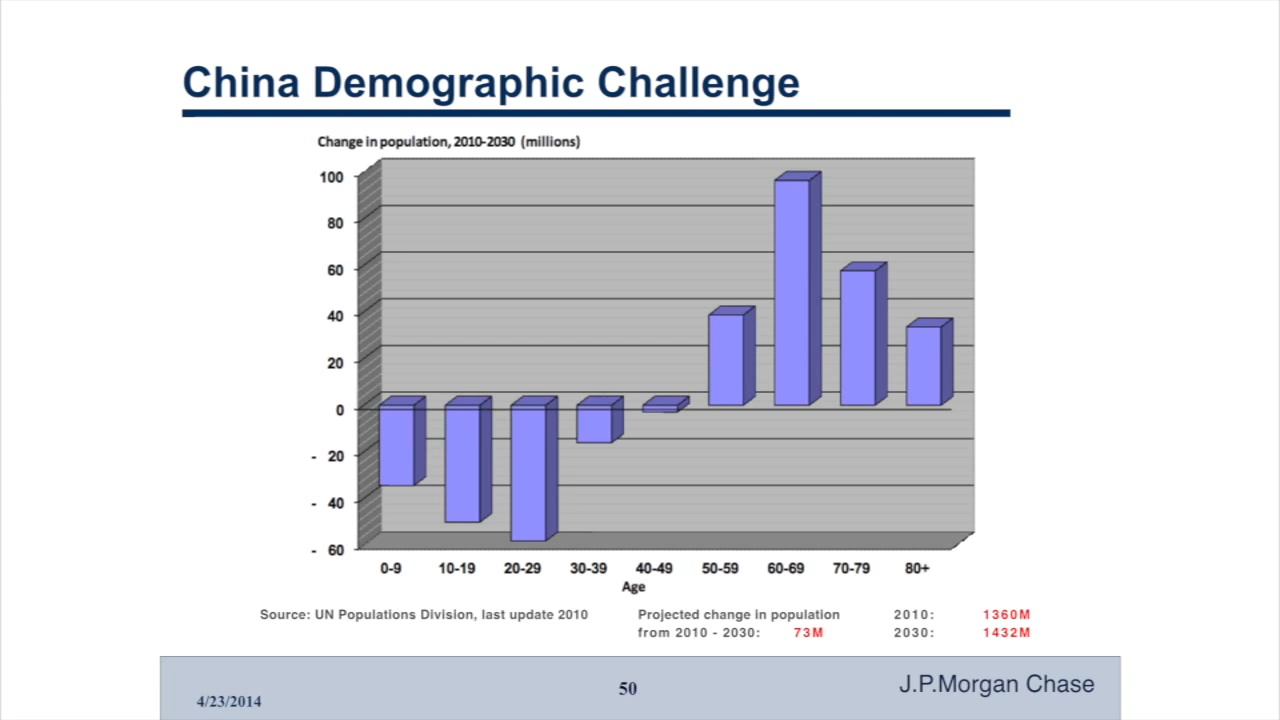 China Demographic Challenge
Change in population, 2010-2030 (millions)
100
80
60
40
20
0
- 20
- 40
- 60
0-9 10-19 20-29 30-39 40-49 50-59 60-69 70-79 80+
Age
Source: UN Populations Division, last update 2010
Projected change in population 2010: 1360M
from 2010 - 2030: 73M 2030: 1432M
4/23/2014
50
J.P.Morgan Chase